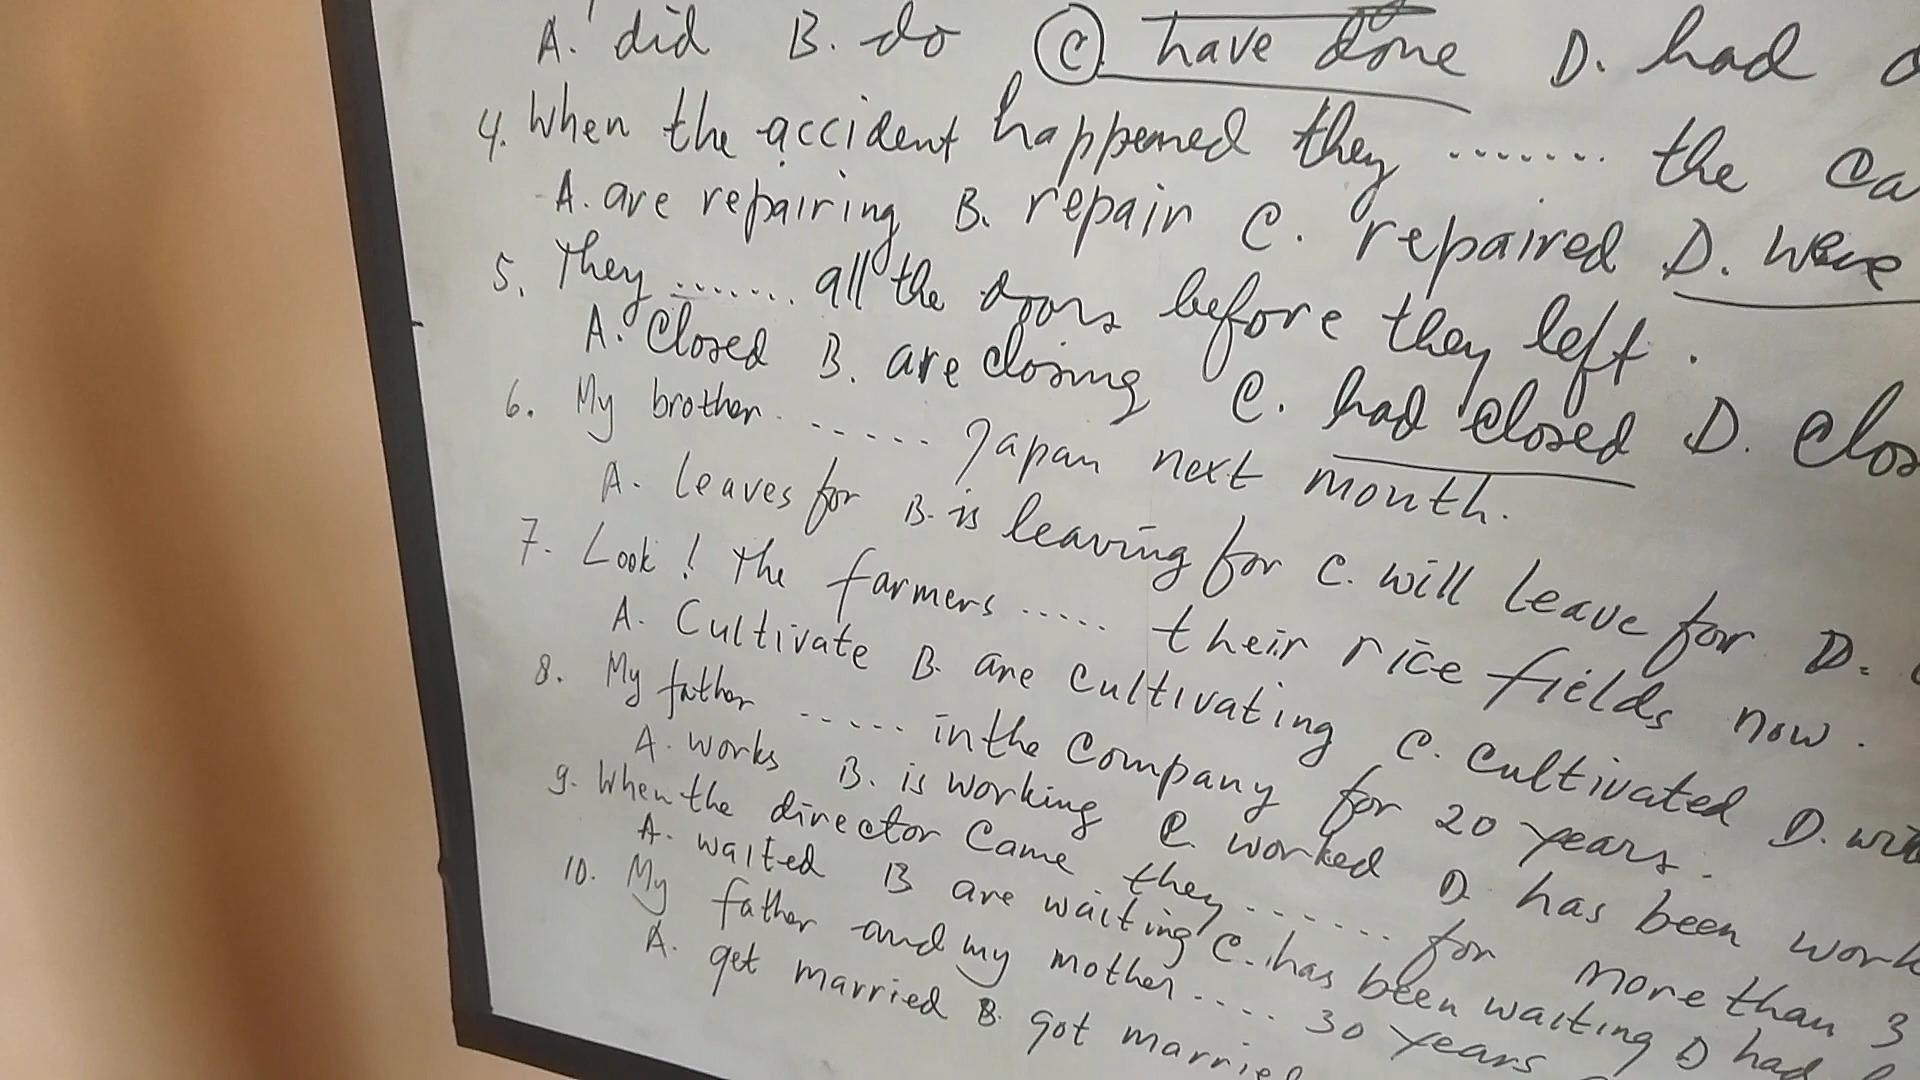 A. did B. do C. have done D. had
4. When the accident happened they ....... the
A. are repairing B. repair C. repaired D. were
5. They ....... all the doors before they left.
A. Closed B. are closing C. had closed D.
6. My brother ..... Japan next month.
A. leaves for B. is leaving for C. will leave for D.
7. Look! The farmers ..... their rice fields now.
A. Cultivate B. are cultivating C. cultivated D.
8. My father ..... in the Company for 20 years.
A. works B. is working C. worked D. has been
9. When the director Came they ...... for more than 3
A. waited B are waiting C. has been waiting D had
10. My father and my mother .... 30 years
A. get married B. got